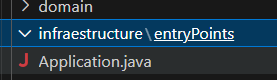 domain
infraestructure\entryPoints
Application.java